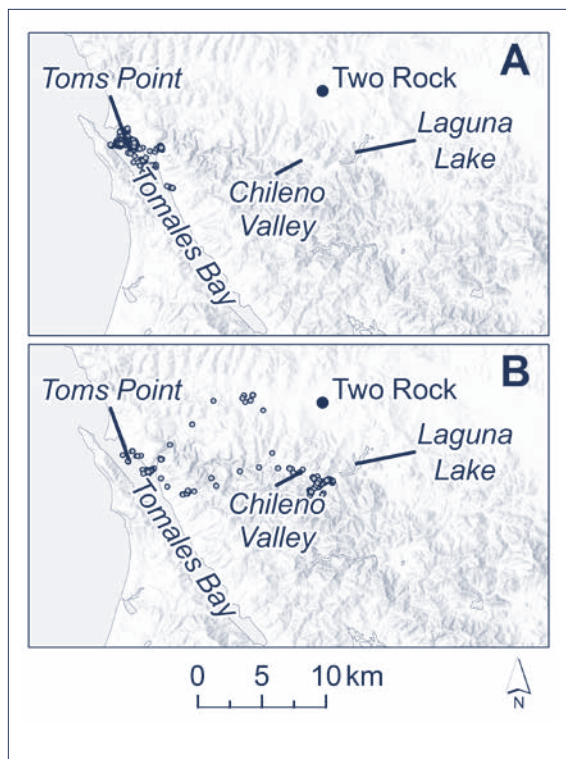 A
Toms Point
Two Rock
Laguna
Lake
Chileno
Valley
Tomales Bay
B
Toms Point
Two Rock
Laguna
Lake
Chileno
Valley
Tomales Bay
0 5 10 km
N